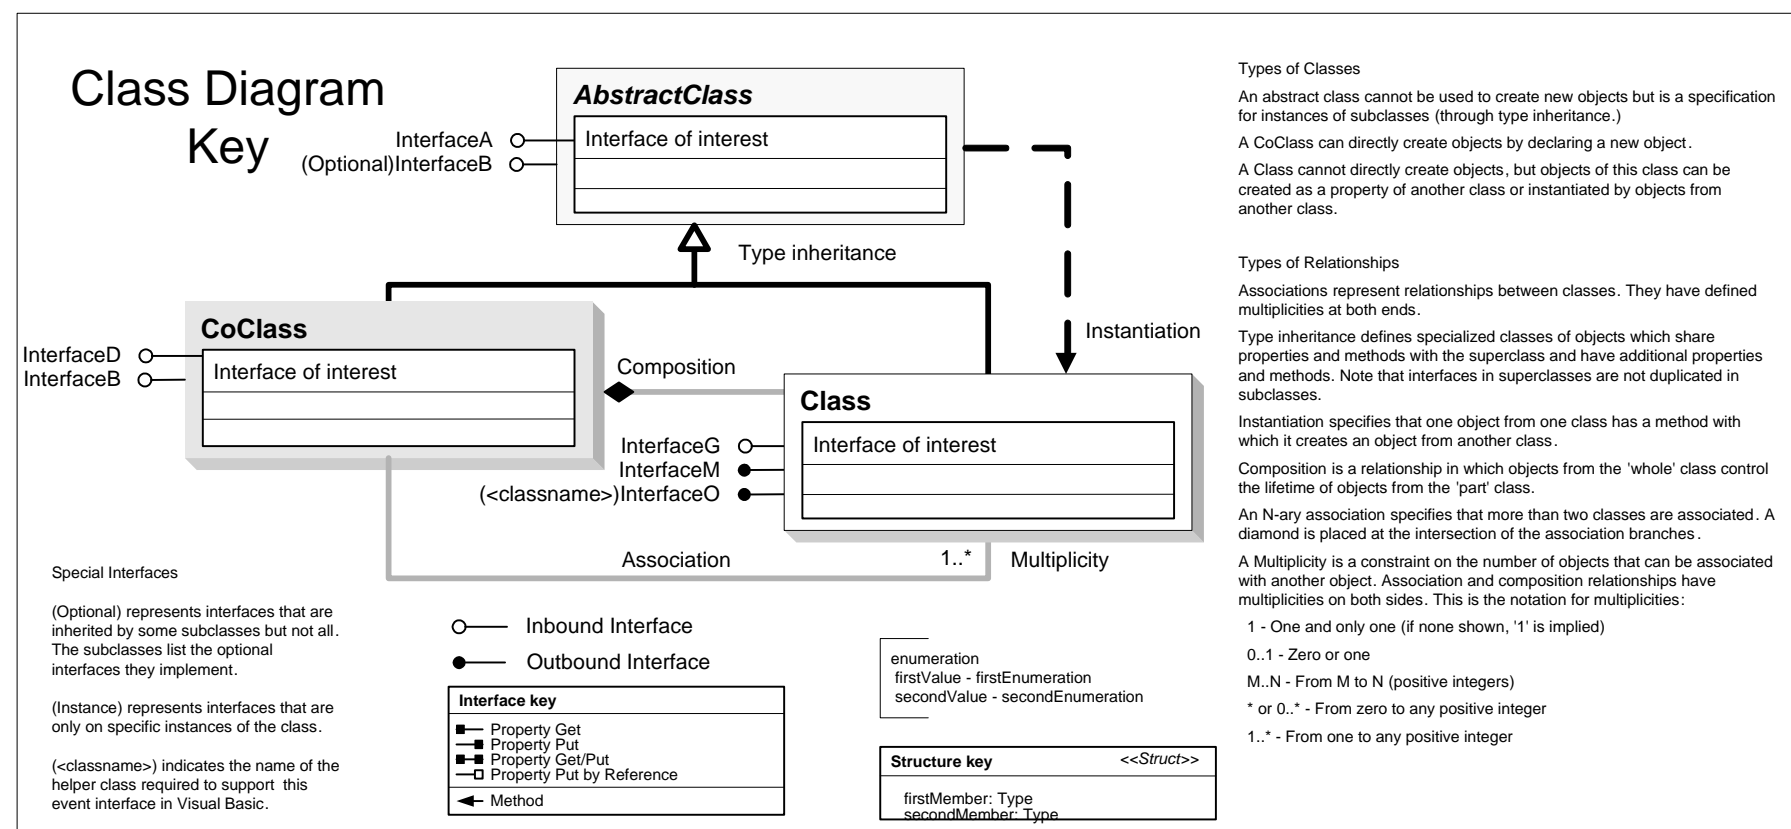 Class Diagram
Key
AbstractClass
Interface of interest
InterfaceA
(Optional)InterfaceB
Type inheritance
Instantiation
CoClass
Interface of interest
InterfaceD
InterfaceB
Composition
Class
Interface of interest
InterfaceG
InterfaceM
(<classname>)InterfaceO
Association
1..*
Multiplicity
Special Interfaces
(Optional) represents interfaces that are
inherited by some subclasses but not all.
The subclasses list the optional
interfaces they implement.
(Instance) represents interfaces that are
only on specific instances of the class.
(<classname>) indicates the name of the
helper class required to support this
event interface in Visual Basic.
Inbound Interface
Outbound Interface
Interface key
Property Get
Property Put
Property Get/Put
Property Put by Reference
Method
enumeration
firstValue - firstEnumeration
secondValue - secondEnumeration
Structure key <<Struct>>
firstMember: Type
secondMember: Type
Types of Classes
An abstract class cannot be used to create new objects but is a specification
for instances of subclasses (through type inheritance.)
A CoClass can directly create objects by declaring a new object.
A Class cannot directly create objects, but objects of this class can be
created as a property of another class or instantiated by objects from
another class.
Types of Relationships
Associations represent relationships between classes. They have defined
multiplicities at both ends.
Type inheritance defines specialized classes of objects which share
properties and methods with the superclass and have additional properties
and methods. Note that interfaces in superclasses are not duplicated in
subclasses.
Instantiation specifies that one object from one class has a method with
which it creates an object from another class.
Composition is a relationship in which objects from the 'whole' class control
the lifetime of objects from the 'part' class.
An N-ary association specifies that more than two classes are associated. A
diamond is placed at the intersection of the association branches.
A Multiplicity is a constraint on the number of objects that can be associated
with another object. Association and composition relationships have
multiplicities on both sides. This is the notation for multiplicities:
1 - One and only one (if none shown, '1' is implied)
0..1 - Zero or one
M..N - From M to N (positive integers)
* or 0..* - From zero to any positive integer
1..* - From one to any positive integer